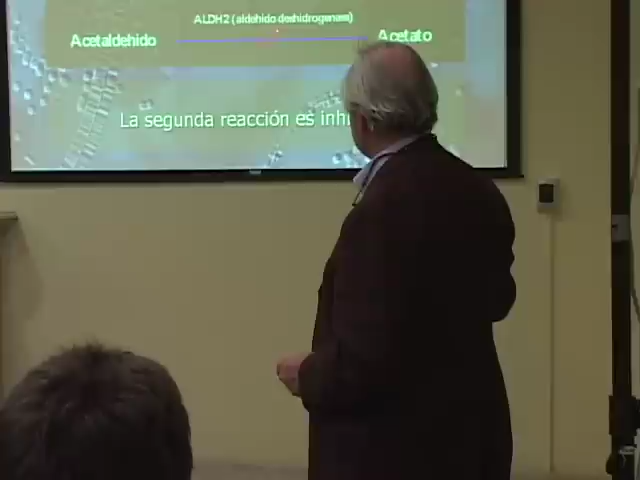 ALDH2 (aldehido deshidrogenasa)
Acetaldehido Acetato
La segunda reacción es